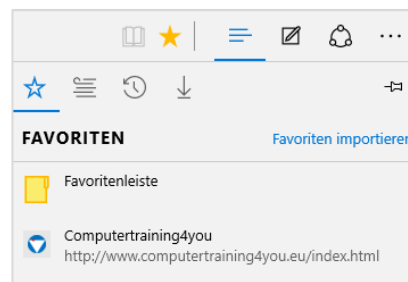 FAVORITEN Favoriten importieren
Favoritenleiste
Computertraining4you
http://www.computertraining4you.eu/index.html